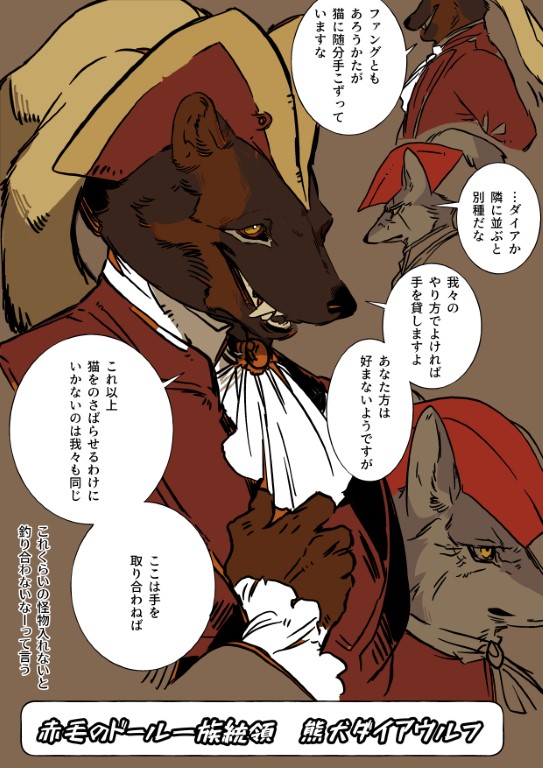 ファングとも
あろうかたが
猫に随分手こずって
いますな
…ダイアか
隣に並ぶと
別種だな
我々の
やり方でよければ
手を貸しますよ
あなた方は
好まないようですが
これ以上
猫をのさばらせるわけに
いかないのは我々も同じ
ここは手を
取り合わねば
これくらいの怪物入れないと
釣り合わないなーって言う
赤毛のドール一族統領　熊犬ダイアウルフ